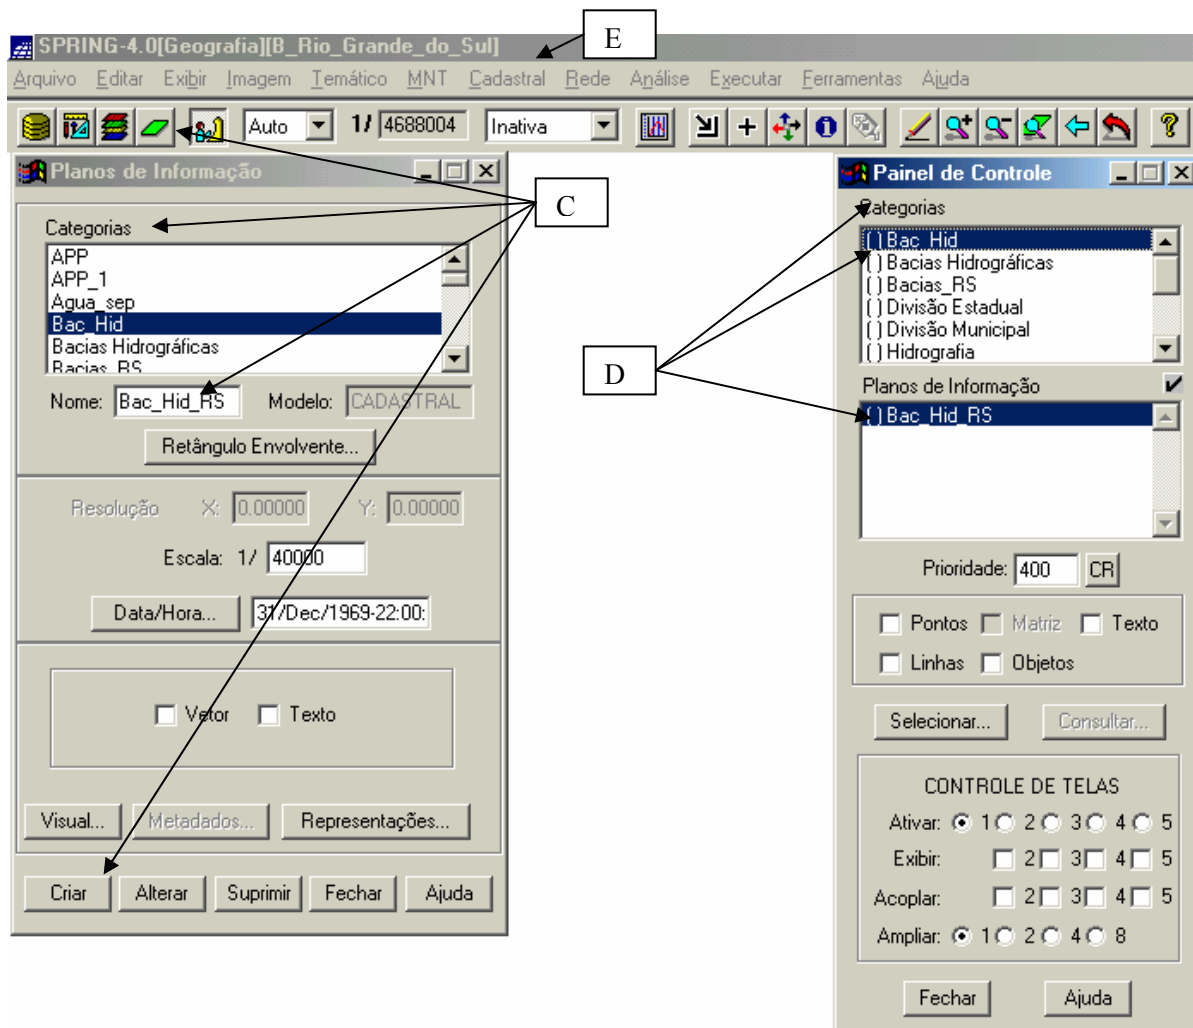 SPRING-4.0[Geografia][B_Rio_Grande_do_Sul]
E
Arquivo Editar Exibir Imagem Temático MNT Cadastral Rede Análise Executar Ferramentas Ajuda
Auto 1/ 4688004 Inativa
Planos de Informação
C
Categorias
APP
APP_1
Agua_sep
Bac_Hid
Bacias Hidrográficas
Bacias_RS
Nome: Bac_Hid_RS Modelo: CADASTRAL
Retângulo Envolvente...
Resolução X: 0.00000 Y: 0.00000
Escala: 1/ 40000
Data/Hora... 31/Dec/1969-22:00:
Vetor Texto
Visual... Metadados... Representações...
Criar Alterar Suprimir Fechar Ajuda
D
Painel de Controle
Categorias
( ) Bac_Hid
( ) Bacias Hidrográficas
( ) Bacias_RS
( ) Divisão Estadual
( ) Divisão Municipal
( ) Hidrografia
Planos de Informação
( ) Bac_Hid_RS
Prioridade: 400 CR
Pontos Matriz Texto
Linhas Objetos
Selecionar... Consultar...
CONTROLE DE TELAS
Ativar: 1 2 3 4 5
Exibir: 2 3 4 5
Acoplar: 2 3 4 5
Ampliar: 1 2 4 8
Fechar Ajuda